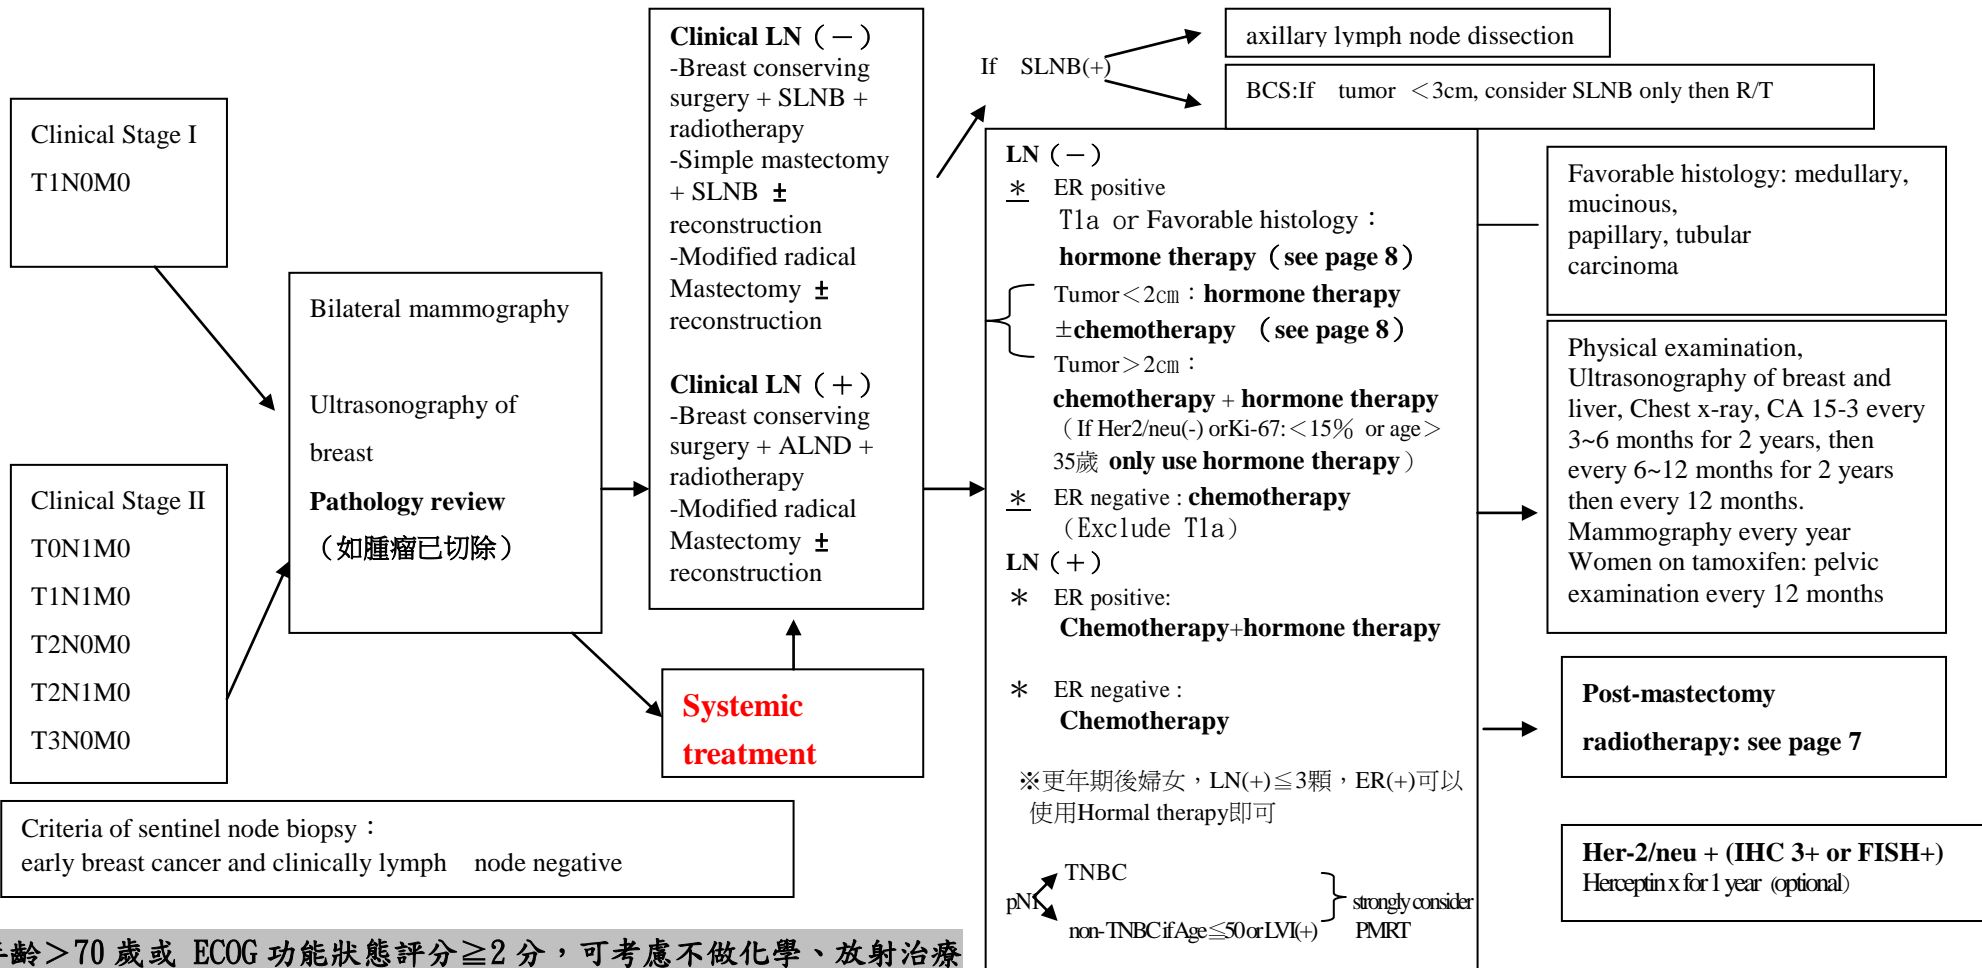 Clinical Stage I
T1N0M0
Clinical Stage II
T0N1M0
T1N1M0
T2N0M0
T2N1M0
T3N0M0
Bilateral mammography
Ultrasonography of
breast
Pathology review
（如腫瘤已切除）
Clinical LN（－）
-Breast conserving
surgery + SLNB +
radiotherapy
-Simple mastectomy
+ SLNB ±
reconstruction
-Modified radical
Mastectomy ±
reconstruction
Clinical LN（＋）
-Breast conserving
surgery + ALND +
radiotherapy
-Modified radical
Mastectomy ±
reconstruction
Systemic
treatment
If SLNB(+)
axillary lymph node dissection
BCS:If tumor ＜3cm, consider SLNB only then R/T
LN（－）
＊ ER positive
T1a or Favorable histology：
hormone therapy（see page 8）
Tumor＜2㎝：hormone therapy
±chemotherapy （see page 8）
Tumor＞2㎝：
chemotherapy + hormone therapy
（If Her2/neu(-) orKi-67:＜15％ or age＞
35歲 only use hormone therapy）
＊ ER negative : chemotherapy
（Exclude T1a）
LN（＋）
＊ ER positive:
Chemotherapy+hormone therapy
＊ ER negative :
Chemotherapy
※更年期後婦女，LN(+)≦3顆，ER(+)可以
使用Hormal therapy即可
pN1
TNBC
non-TNBC if Age≦50 or LVI(+)
strongly consider
PMRT
Favorable histology: medullary,
mucinous,
papillary, tubular
carcinoma
Physical examination,
Ultrasonography of breast and
liver, Chest x-ray, CA 15-3 every
3~6 months for 2 years, then
every 6~12 months for 2 years
then every 12 months.
Mammography every year
Women on tamoxifen: pelvic
examination every 12 months
Post-mastectomy
radiotherapy: see page 7
Her-2/neu + (IHC 3+ or FISH+)
Herceptin x for 1 year (optional)
Criteria of sentinel node biopsy：
early breast cancer and clinically lymph node negative
年齡＞70 歲或 ECOG 功能狀態評分≧2 分，可考慮不做化學、放射治療